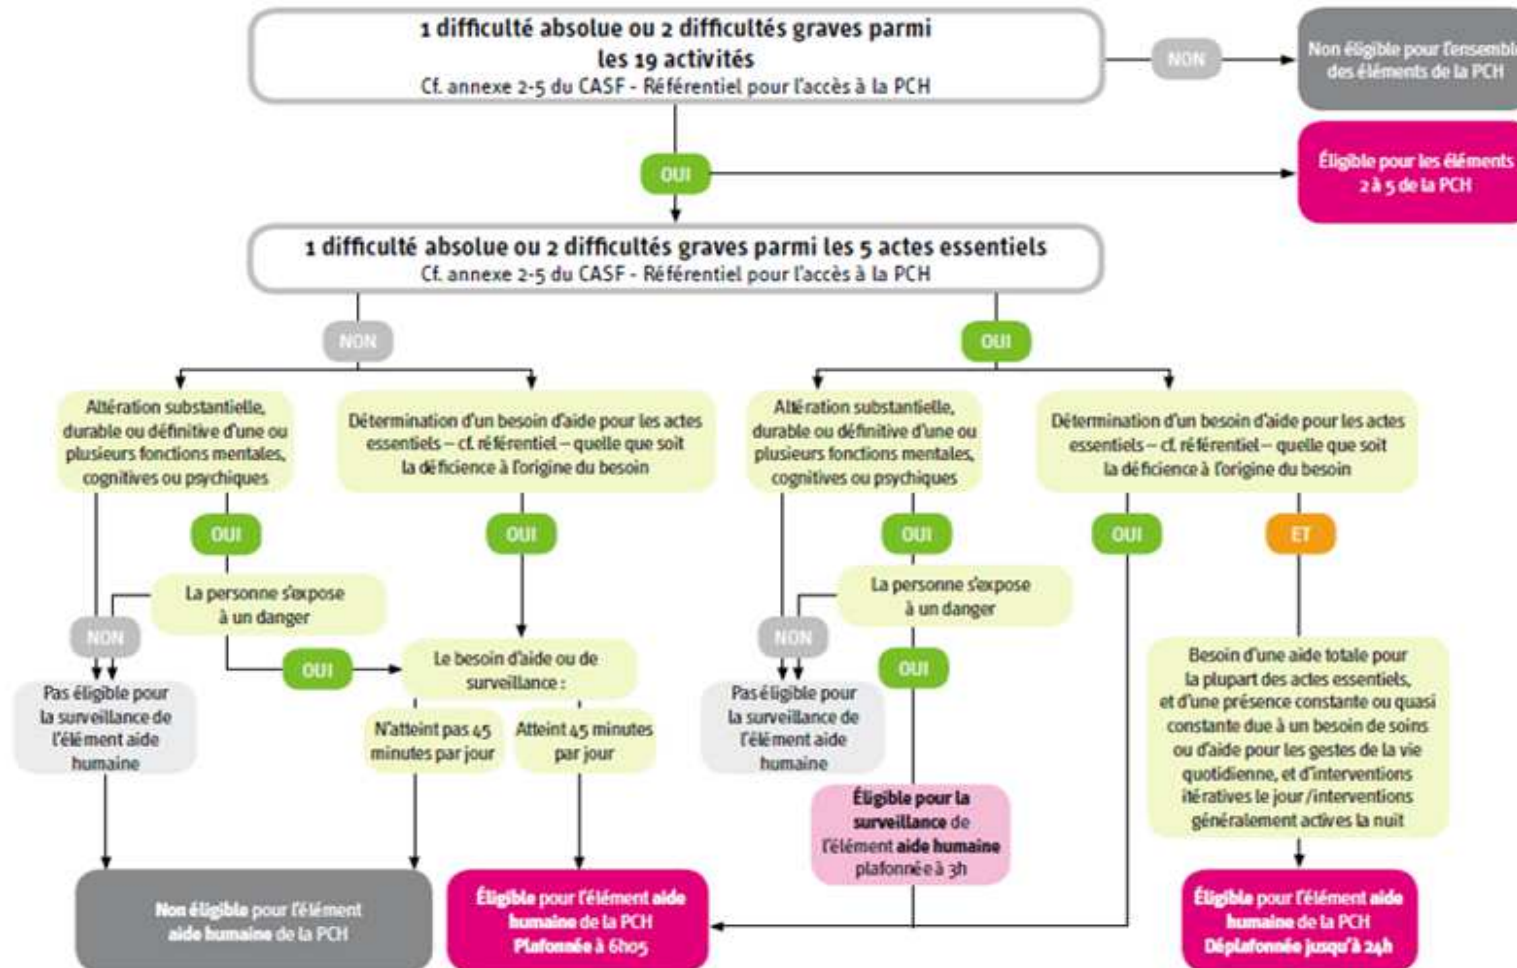 1 difficulté absolue ou 2 difficultés graves parmi
les 19 activités
Cf. annexe 2-5 du CASF - Référentiel pour l'accès à la PCH
NON
Non éligible pour l'ensemble
des éléments de la PCH
OUI
Éligible pour les éléments
2 à 5 de la PCH
1 difficulté absolue ou 2 difficultés graves parmi les 5 actes essentiels
Cf. annexe 2-5 du CASF - Référentiel pour l'accès à la PCH
NON
OUI
Altération substantielle,
durable ou définitive d'une ou
plusieurs fonctions mentales,
cognitives ou psychiques
Détermination d'un besoin d'aide pour les actes
essentiels – cf. référentiel – quelle que soit
la déficience à l'origine du besoin
Altération substantielle,
durable ou définitive d'une ou
plusieurs fonctions mentales,
cognitives ou psychiques
Détermination d'un besoin d'aide pour les actes
essentiels – cf. référentiel – quelle que soit
la déficience à l'origine du besoin
OUI
OUI
OUI
OUI
ET
La personne s'expose
à un danger
La personne s'expose
à un danger
NON
OUI
Le besoin d'aide ou de
surveillance :
NON
OUI
Besoin d'une aide totale pour
la plupart des actes essentiels,
et d'une présence constante ou quasi
constante due à un besoin de soins
ou d'aide pour les gestes de la vie
quotidienne, et d'interventions
itératives le jour/interventions
généralement actives la nuit
Pas éligible pour
la surveillance de
l'élément aide
humaine
N'atteint pas 45
minutes par jour
Atteint 45 minutes
par jour
Pas éligible pour
la surveillance de
l'élément aide
humaine
Éligible pour la
surveillance de
l'élément aide humaine
plafonnée à 3h
Non éligible pour l'élément
aide humaine de la PCH
Éligible pour l'élément aide
humaine de la PCH
Plafonnée à 6h05
Éligible pour l'élément aide
humaine de la PCH
Déplafonnée jusqu'à 24h